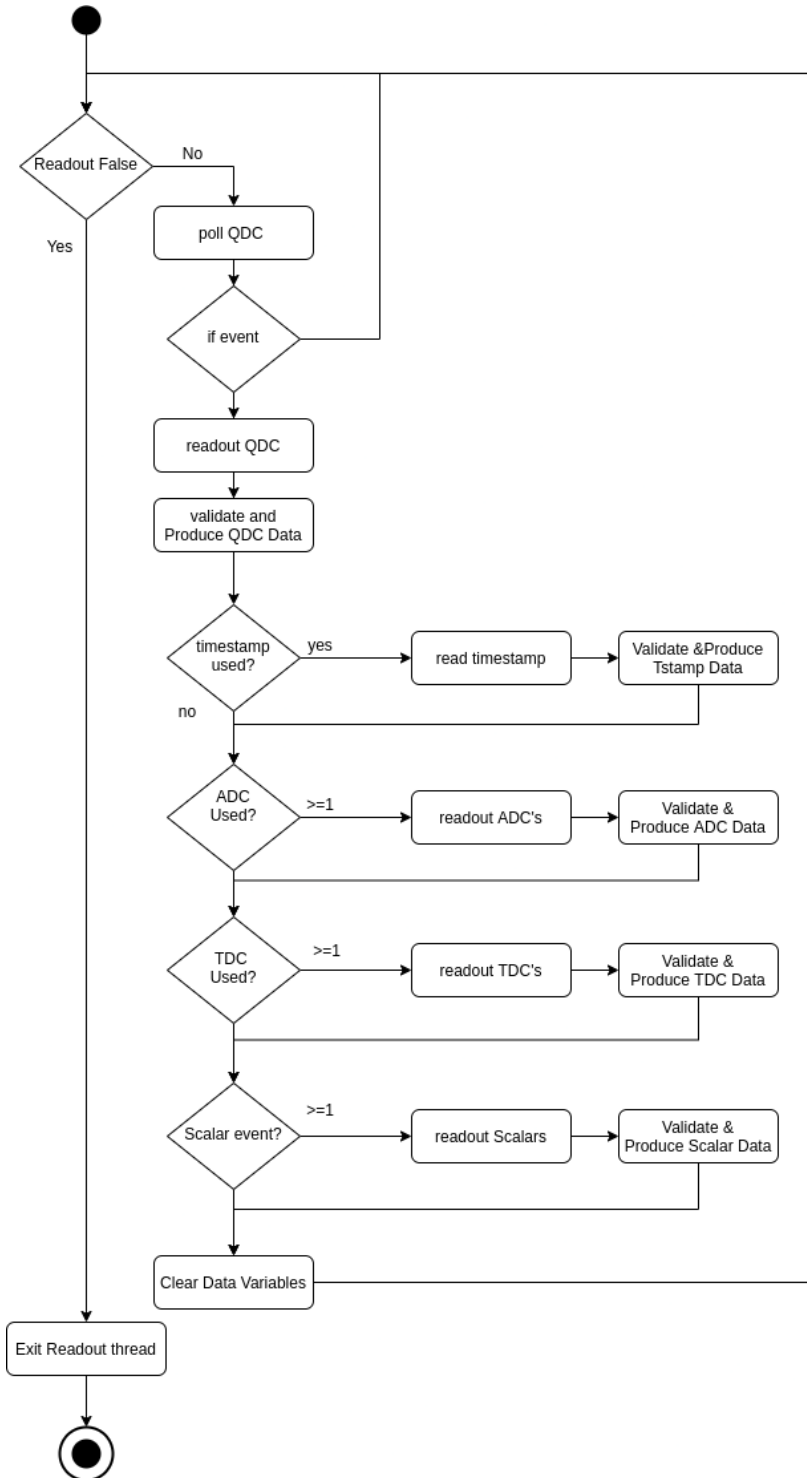 Readout False
No
Yes
poll QDC
if event
readout QDC
validate and
Produce QDC Data
timestamp
used?
yes
no
read timestamp
Validate &Produce
Tstamp Data
ADC
Used?
>=1
readout ADC's
Validate &
Produce ADC Data
TDC
Used?
>=1
readout TDC's
Validate &
Produce TDC Data
Scalar event?
>=1
readout Scalars
Validate &
Produce Scalar Data
Clear Data Variables
Exit Readout thread